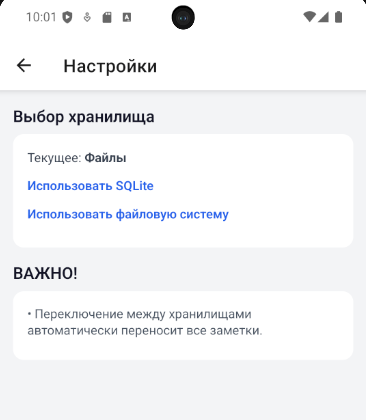 10:01
Настройки
Выбор хранилища
Текущее: Файлы
Использовать SQLite
Использовать файловую систему
ВАЖНО!
• Переключение между хранилищами
автоматически переносит все заметки.